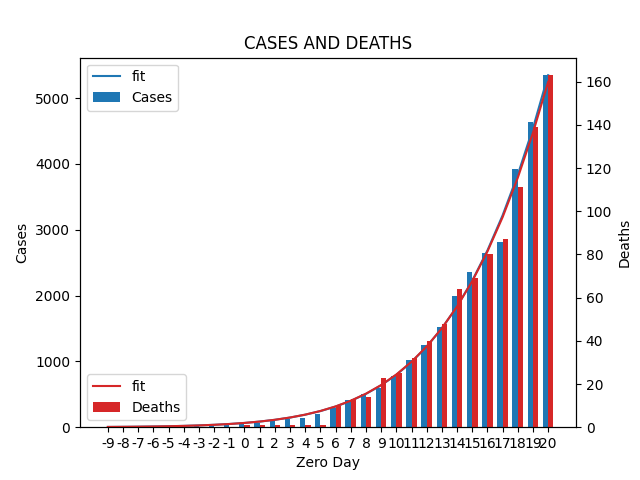 CASES AND DEATHS
fit
Cases
5000
4000
3000
2000
1000
0
Cases
160
140
120
100
80
60
40
20
0
Deaths
fit
Deaths
-9 -8 -7 -6 -5 -4 -3 -2 -1 0 1 2 3 4 5 6 7 8 9 10 11 12 13 14 15 16 17 18 19 20
Zero Day